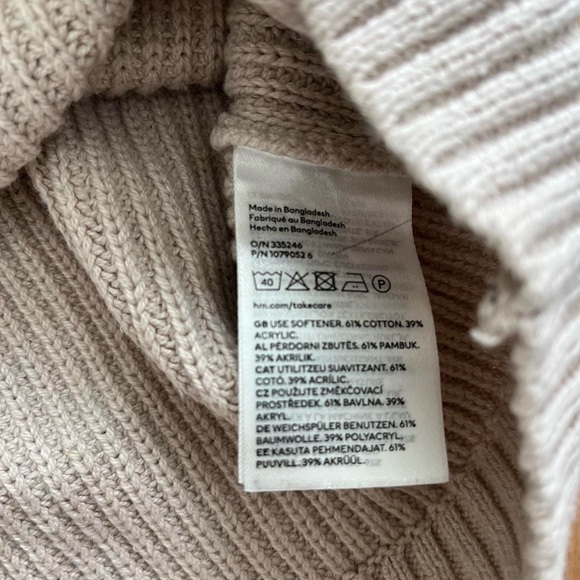 Made in Bangladesh
Fabriqué au Bangladesh
Hecho en Bangladesh
O/N 335246
P/N 1079052 6
40 P
hm.com/takecare
GB USE SOFTENER. 61% COTTON. 39%
ACRYLIC.
AL PËRDORNI ZBUTËS. 61% PAMBUK.
39% AKRILIK.
CAT UTILITZEU SUAVITZANT. 61%
COTÓ. 39% ACRÍLIC.
CZ POUŽIJTE ZMĚKČOVACÍ
PROSTŘEDEK. 61% BAVLNA. 39%
AKRYL.
DE WEICHSPÜLER BENUTZEN. 61%
BAUMWOLLE. 39% POLYACRYL.
EE KASUTA PEHMENDAJAT. 61%
PUUVILL. 39% AKRÜÜL.